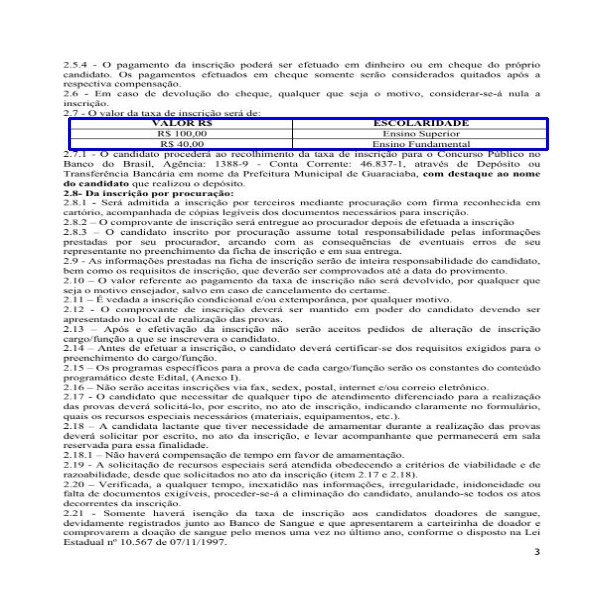 2.5.4 - O pagamento da inscrição poderá ser efetuado em dinheiro ou em cheque do próprio
candidato. Os pagamentos efetuados em cheque somente serão considerados quitados após a
respectiva compensação.
2.6 - Em caso de devolução do cheque, qualquer que seja o motivo, considerar-se-á nula a
inscrição.
2.7 - O valor da taxa de inscrição será de:
VALOR R$ ESCOLARIDADE
R$ 100,00 Ensino Superior
R$ 40,00 Ensino Fundamental
2.7.1 - O candidato procederá ao recolhimento da taxa de inscrição para o Concurso Público no
Banco do Brasil, Agência: 1388-9 - Conta Corrente: 46.837-1, através de Depósito ou
Transferência Bancária em nome da Prefeitura Municipal de Guaraciaba, com destaque ao nome
do candidato que realizou o depósito.
2.8- Da inscrição por procuração:
2.8.1 - Será admitida a inscrição por terceiros mediante procuração com firma reconhecida em
cartório, acompanhada de cópias legíveis dos documentos necessários para inscrição.
2.8.2 – O comprovante de inscrição será entregue ao procurador depois de efetuada a inscrição
2.8.3 – O candidato inscrito por procuração assume total responsabilidade pelas informações
prestadas por seu procurador, arcando com as consequências de eventuais erros de seu
representante no preenchimento da ficha de inscrição e em sua entrega.
2.9 - As informações prestadas na ficha de inscrição serão de inteira responsabilidade do candidato,
bem como os requisitos de inscrição, que deverão ser comprovados até a data do provimento.
2.10 – O valor referente ao pagamento da taxa de inscrição não será devolvido, por qualquer que
seja o motivo ensejador, salvo em caso de cancelamento do certame.
2.11 – É vedada a inscrição condicional e/ou extemporânea, por qualquer motivo.
2.12 - O comprovante de inscrição deverá ser mantido em poder do candidato devendo ser
apresentado no local de realização das provas.
2.13 – Após e efetivação da inscrição não serão aceitos pedidos de alteração de inscrição
cargo/função a que se inscrevera o candidato.
2.14 – Antes de efetuar a inscrição, o candidato deverá certificar-se dos requisitos exigidos para o
preenchimento do cargo/função.
2.15 – Os programas específicos para a prova de cada cargo/função serão os constantes do conteúdo
programático deste Edital, (Anexo I).
2.16 – Não serão aceitas inscrições via fax, sedex, postal, internet e/ou correio eletrônico.
2.17 - O candidato que necessitar de qualquer tipo de atendimento diferenciado para a realização
das provas deverá solicitá-lo, por escrito, no ato de inscrição, indicando claramente no formulário,
quais os recursos especiais necessários (materiais, equipamentos, etc.).
2.18 – A candidata lactante que tiver necessidade de amamentar durante a realização das provas
deverá solicitar por escrito, no ato da inscrição, e levar acompanhante que permanecerá em sala
reservada para essa finalidade.
2.18.1 – Não haverá compensação de tempo em favor de amamentação.
2.19 - A solicitação de recursos especiais será atendida obedecendo a critérios de viabilidade e de
razoabilidade, desde que solicitados no ato da inscrição (item 2.17 e 2.18).
2.20 – Verificada, a qualquer tempo, inexatidão nas informações, irregularidade, inidoneidade ou
falta de documentos exigíveis, proceder-se-á a eliminação do candidato, anulando-se todos os atos
decorrentes da inscrição.
2.21 - Somente haverá isenção da taxa de inscrição aos candidatos doadores de sangue,
devidamente registrados junto ao Banco de Sangue e que apresentarem a carteirinha de doador e
comprovarem a doação de sangue pelo menos uma vez no último ano, conforme o disposto na Lei
Estadual nº 10.567 de 07/11/1997.
3